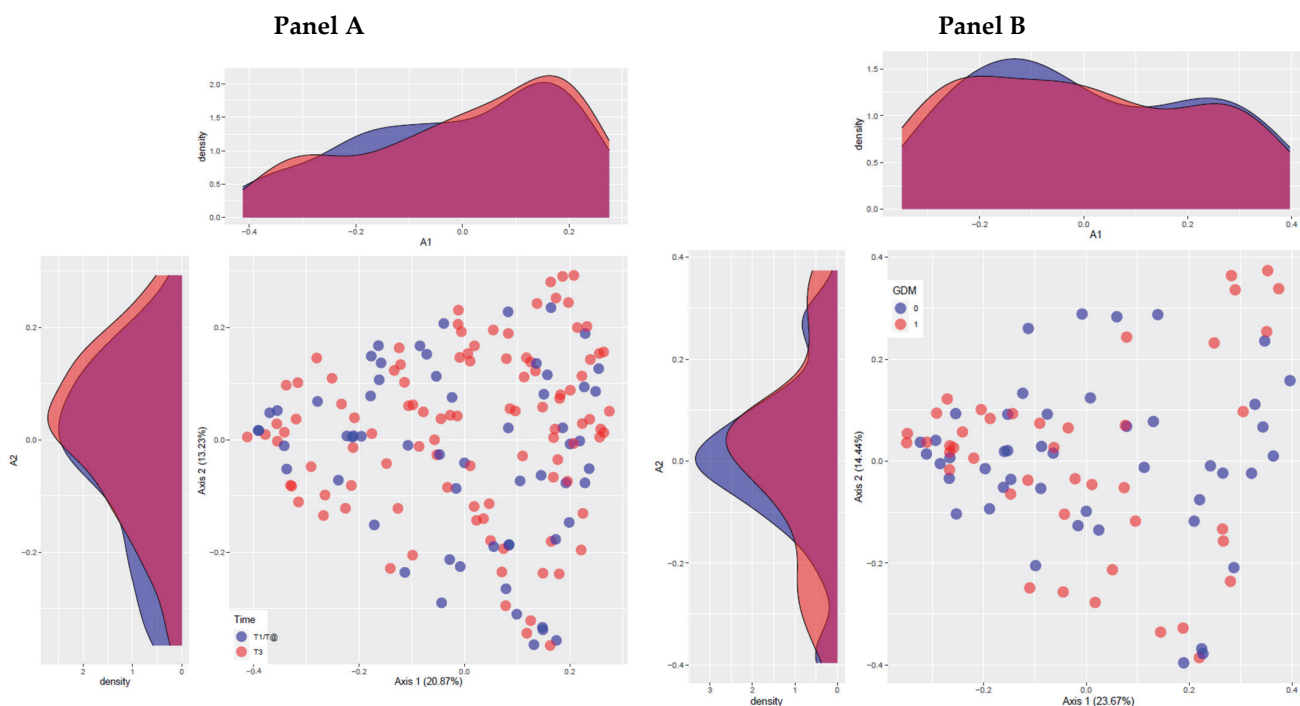 Panel A
Panel B
2.0
1.5
1.0
0.5
0.0
density
−0.4
−0.2
0.0
0.2
A1
1.5
1.0
0.5
0.0
density
−0.2
0.0
0.2
0.4
A1
0.2
0.0
−0.2
A2
2
1
0
density
0.2
0.0
−0.2
Axis 2 (13.23%)
Time
T1/T@
T3
−0.4
−0.2
0.0
0.2
Axis 1 (20.87%)
0.4
0.2
0.0
−0.2
−0.4
A2
3
2
1
0
density
0.4
0.2
0.0
−0.2
−0.4
Axis 2 (14.44%)
GDM
0
1
−0.2
0.0
0.2
0.4
Axis 1 (23.67%)